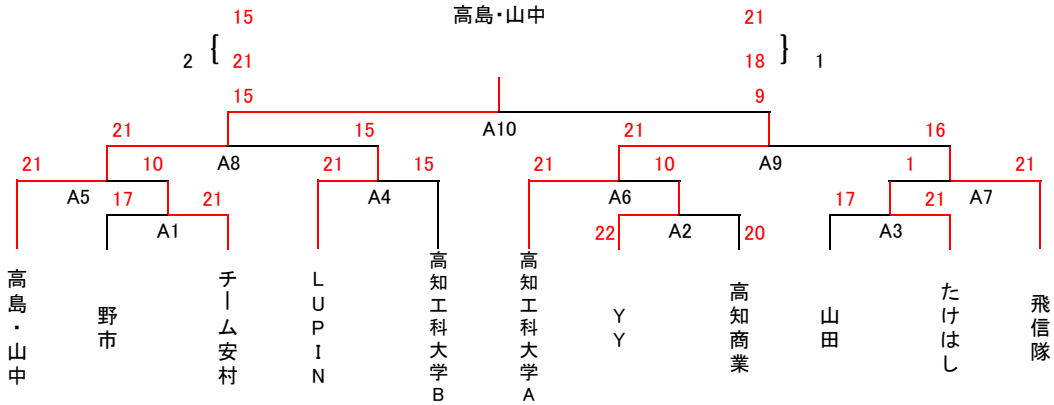 15 高島・山中 21
2 { 21 18 } 1
15 9
21 15 A10 21 16
A8 A9
21 10 21 15 21 10 1 21
A5 17 21 A4 A6 17 21 A7
A1 22 A2 20 A3
高島・山中
野市
チーム安村
LUPIN
高知工科大学B
高知工科大学A
YY
高知商業
山田
たけはし
飛信隊